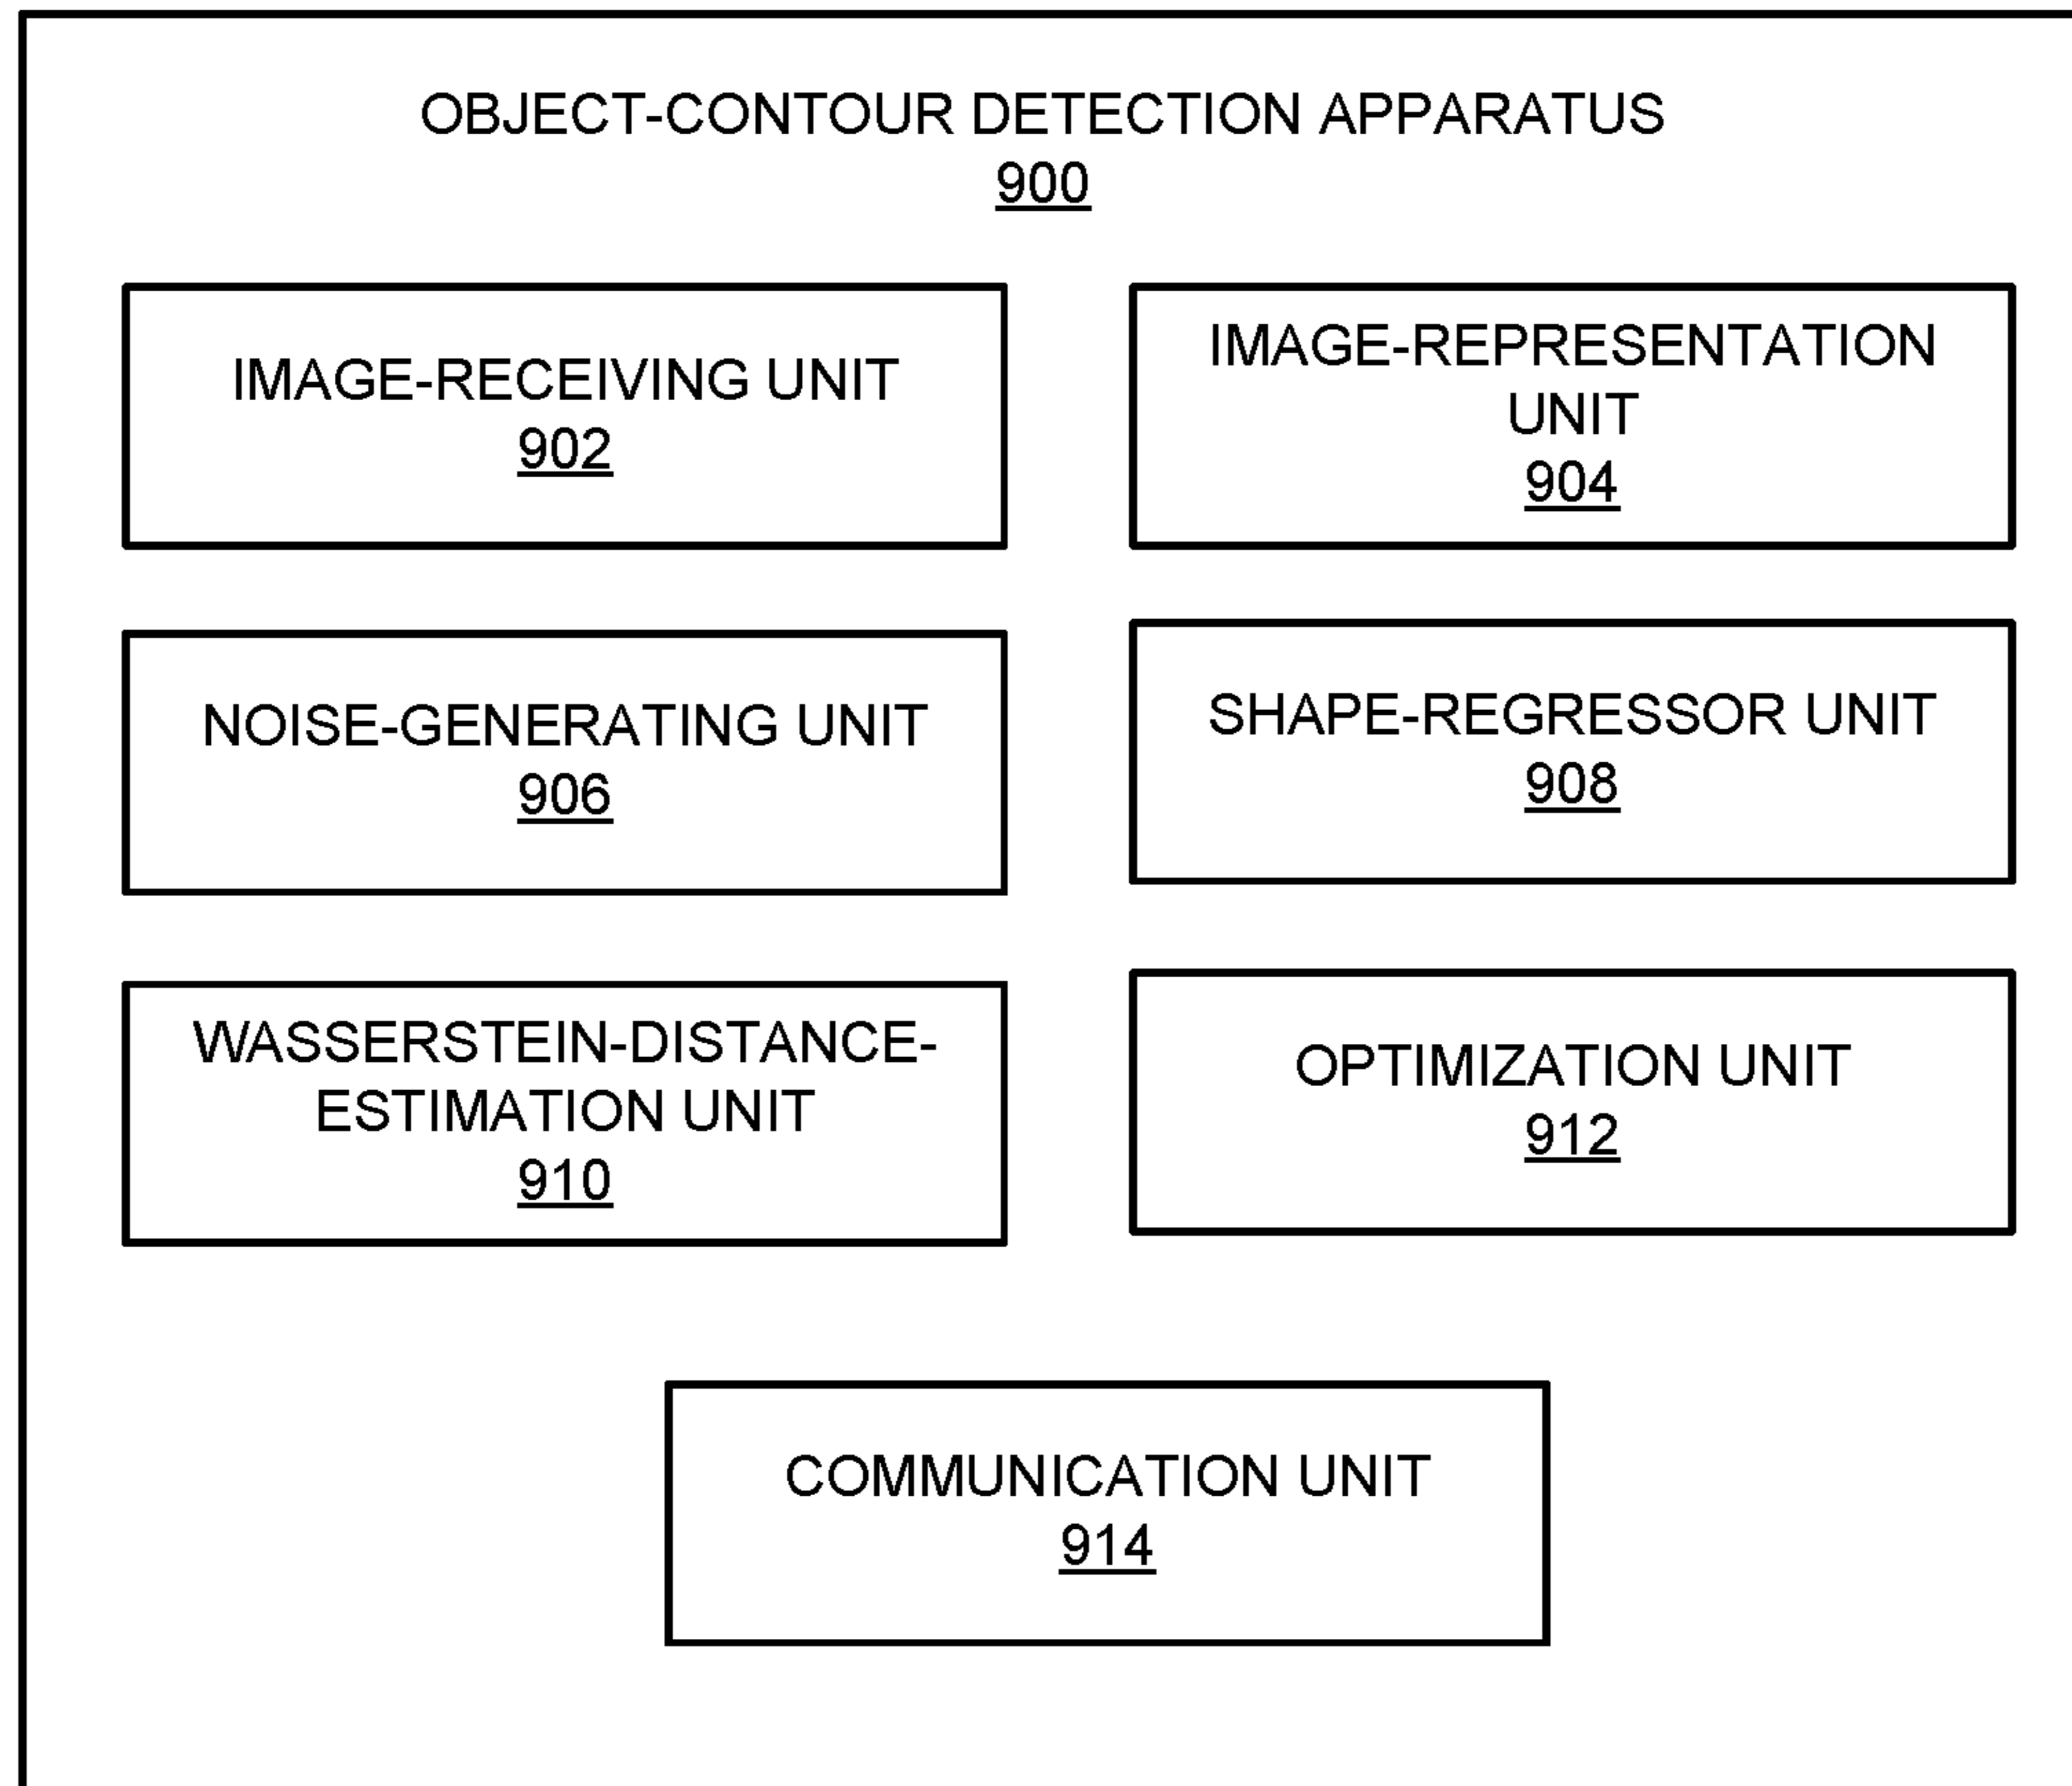 OBJECT-CONTOUR DETECTION APPARATUS
900
IMAGE-RECEIVING UNIT
902
IMAGE-REPRESENTATION
UNIT
904
NOISE-GENERATING UNIT
906
SHAPE-REGRESSOR UNIT
908
WASSERSTEIN-DISTANCE-
ESTIMATION UNIT
910
OPTIMIZATION UNIT
912
COMMUNICATION UNIT
914